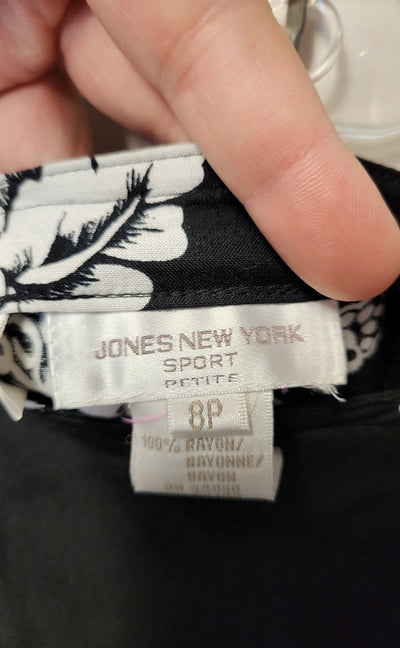 JONES NEW YORK
SPORT
PETITE
8P
100% RAYON/
RAYONNE/
RAYON